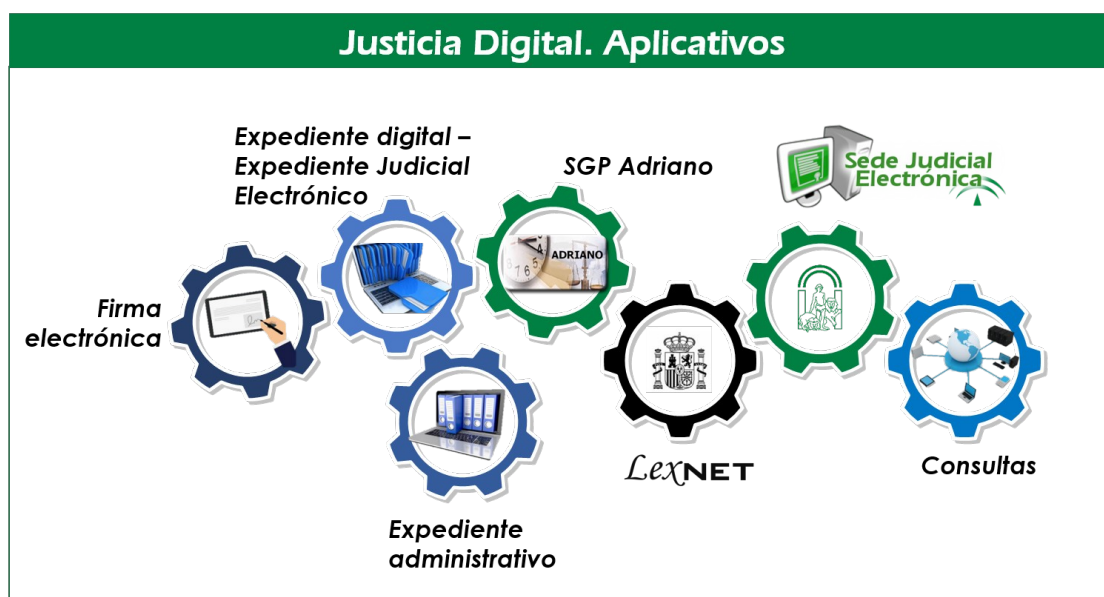 Justicia Digital. Aplicativos
Expediente digital –
Expediente Judicial
Electrónico
SGP Adriano
Sede Judicial
Electrónica
ADRIANO
Firma
electrónica
LexNET
Consultas
Expediente
administrativo